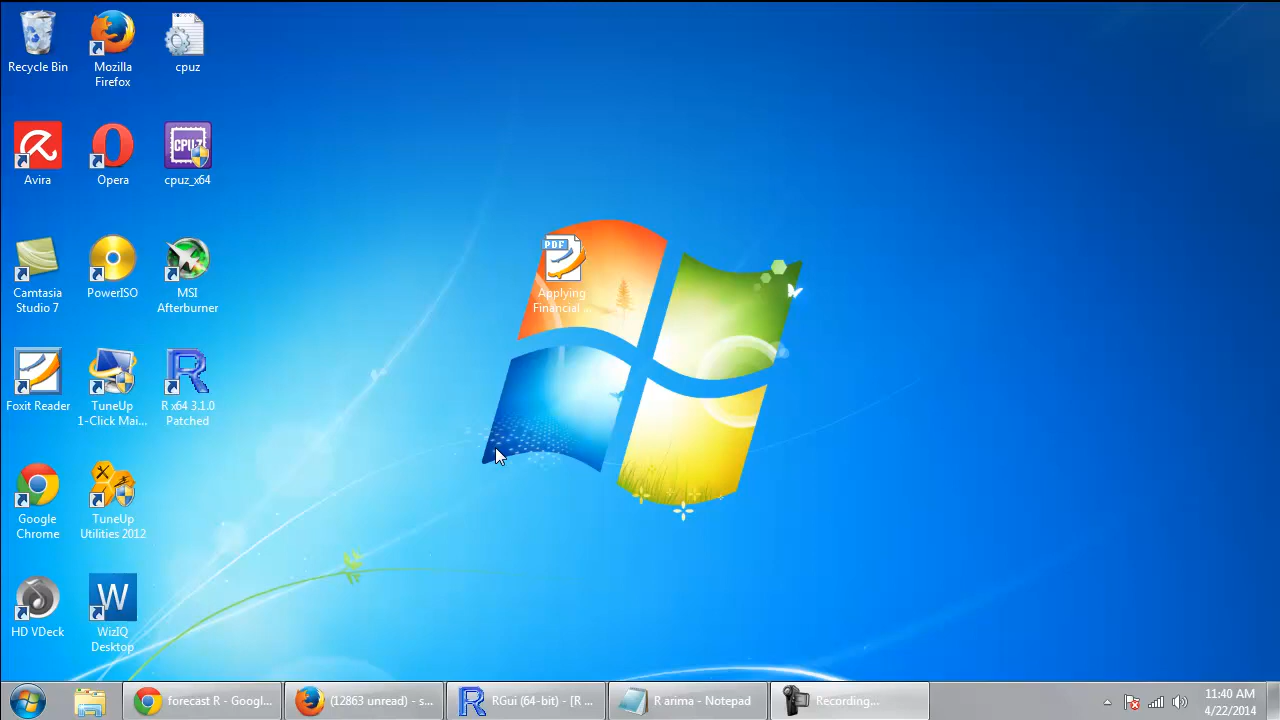 Recycle Bin
Mozilla
Firefox
cpuz
Avira
Opera
CPUZ
cpuz_x64
Camtasia
Studio 7
PowerISO
MSI
Afterburner
PDF
Applying
Financial ...
Foxit Reader
TuneUp
1-Click Mai...
R
R x64 3.1.0
Patched
Google
Chrome
TuneUp
Utilities 2012
HD VDeck
W
WizIQ
Desktop
forecast R - Googl...
(12863 unread) - s...
R
RGui (64-bit) - [R ...
R arima - Notepad
Recording...
11:40 AM
4/22/2014